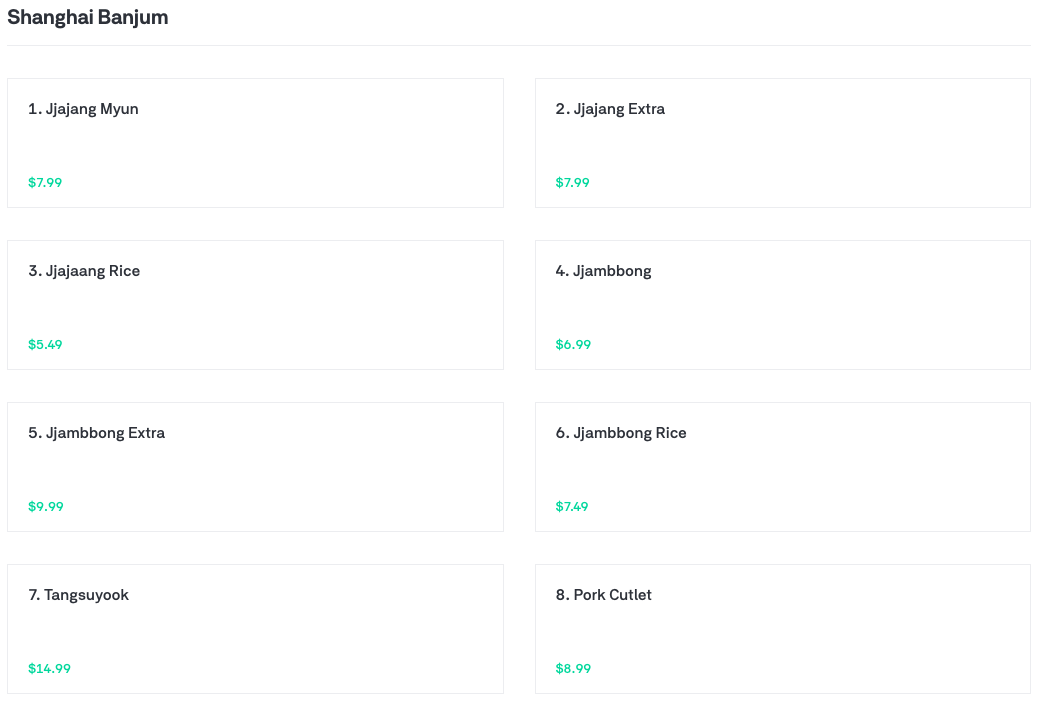 Shanghai Banjum
1. Jjajang Myun
$7.99
2. Jjajang Extra
$7.99
3. Jjajaang Rice
$5.49
4. Jjambbong
$6.99
5. Jjambbong Extra
$9.99
6. Jjambbong Rice
$7.49
7. Tangsuyook
$14.99
8. Pork Cutlet
$8.99